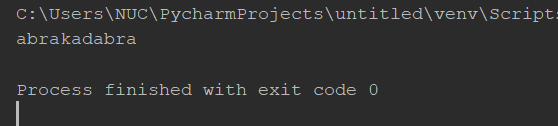 C:\Users\NUC\PycharmProjects\untitled\venv\Script
abrakadabra
Process finished with exit code 0